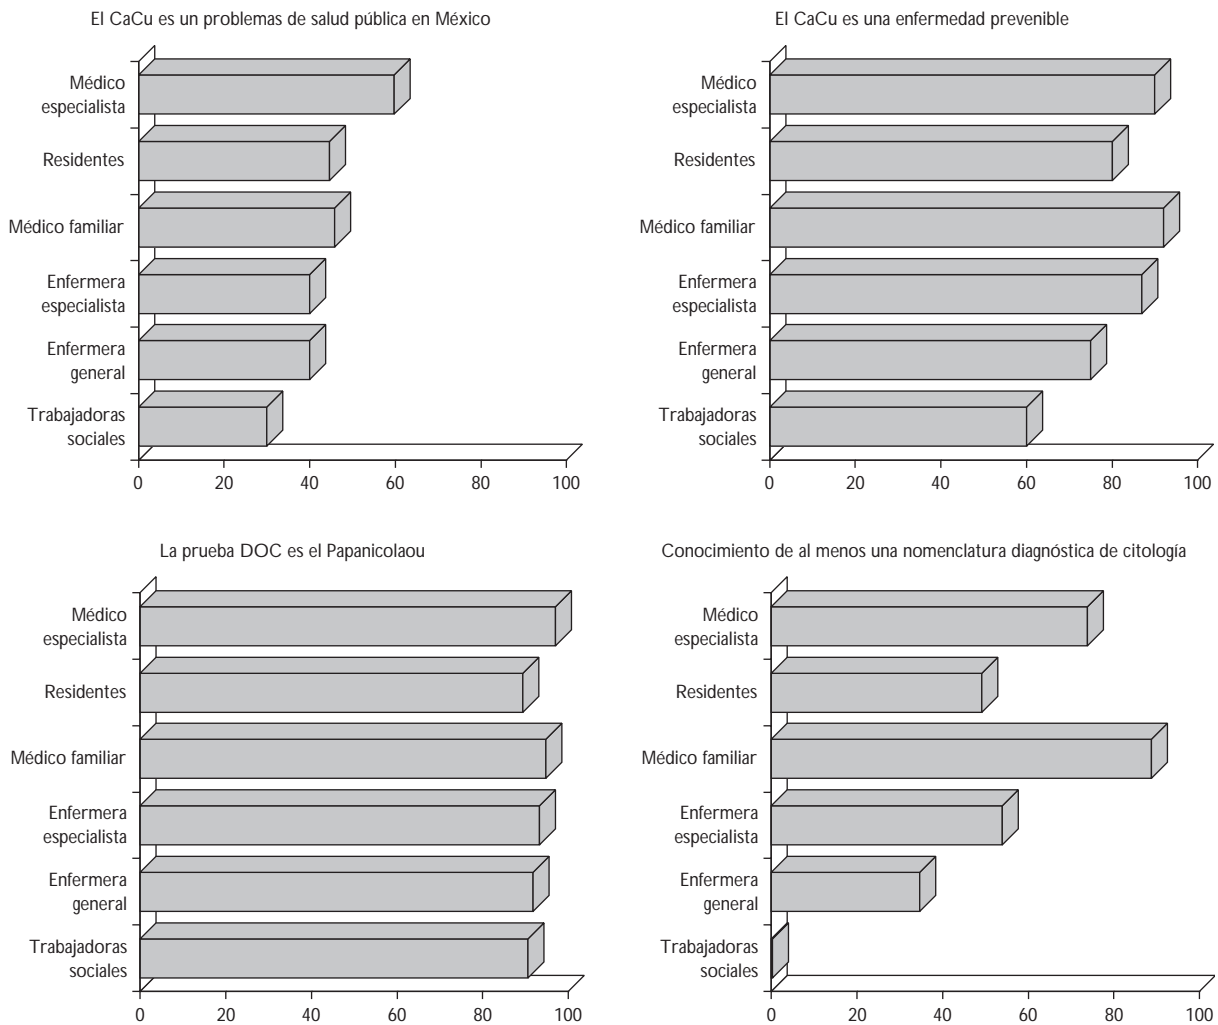 El CaCu es un problemas de salud pública en México
Médico
especialista
Residentes
Médico familiar
Enfermera
especialista
Enfermera
general
Trabajadoras
sociales
0 20 40 60 80 100
El CaCu es una enfermedad prevenible
Médico
especialista
Residentes
Médico familiar
Enfermera
especialista
Enfermera
general
Trabajadoras
sociales
0 20 40 60 80 100
La prueba DOC es el Papanicolaou
Médico
especialista
Residentes
Médico familiar
Enfermera
especialista
Enfermera
general
Trabajadoras
sociales
0 20 40 60 80 100
Conocimiento de al menos una nomenclatura diagnóstica de citología
Médico
especialista
Residentes
Médico familiar
Enfermera
especialista
Enfermera
general
Trabajadoras
sociales
0 20 40 60 80 100